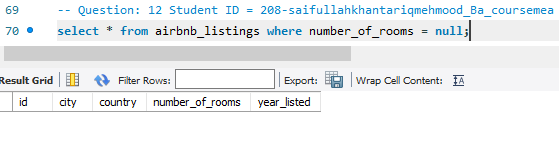 69 -- Question: 12 Student ID = 208-saifullahkhantariqmehmood_Ba_coursemea
70 select * from airbnb_listings where number_of_rooms = null;
Result Grid Filter Rows: Export: Wrap Cell Content:
id city country number_of_rooms year_listed